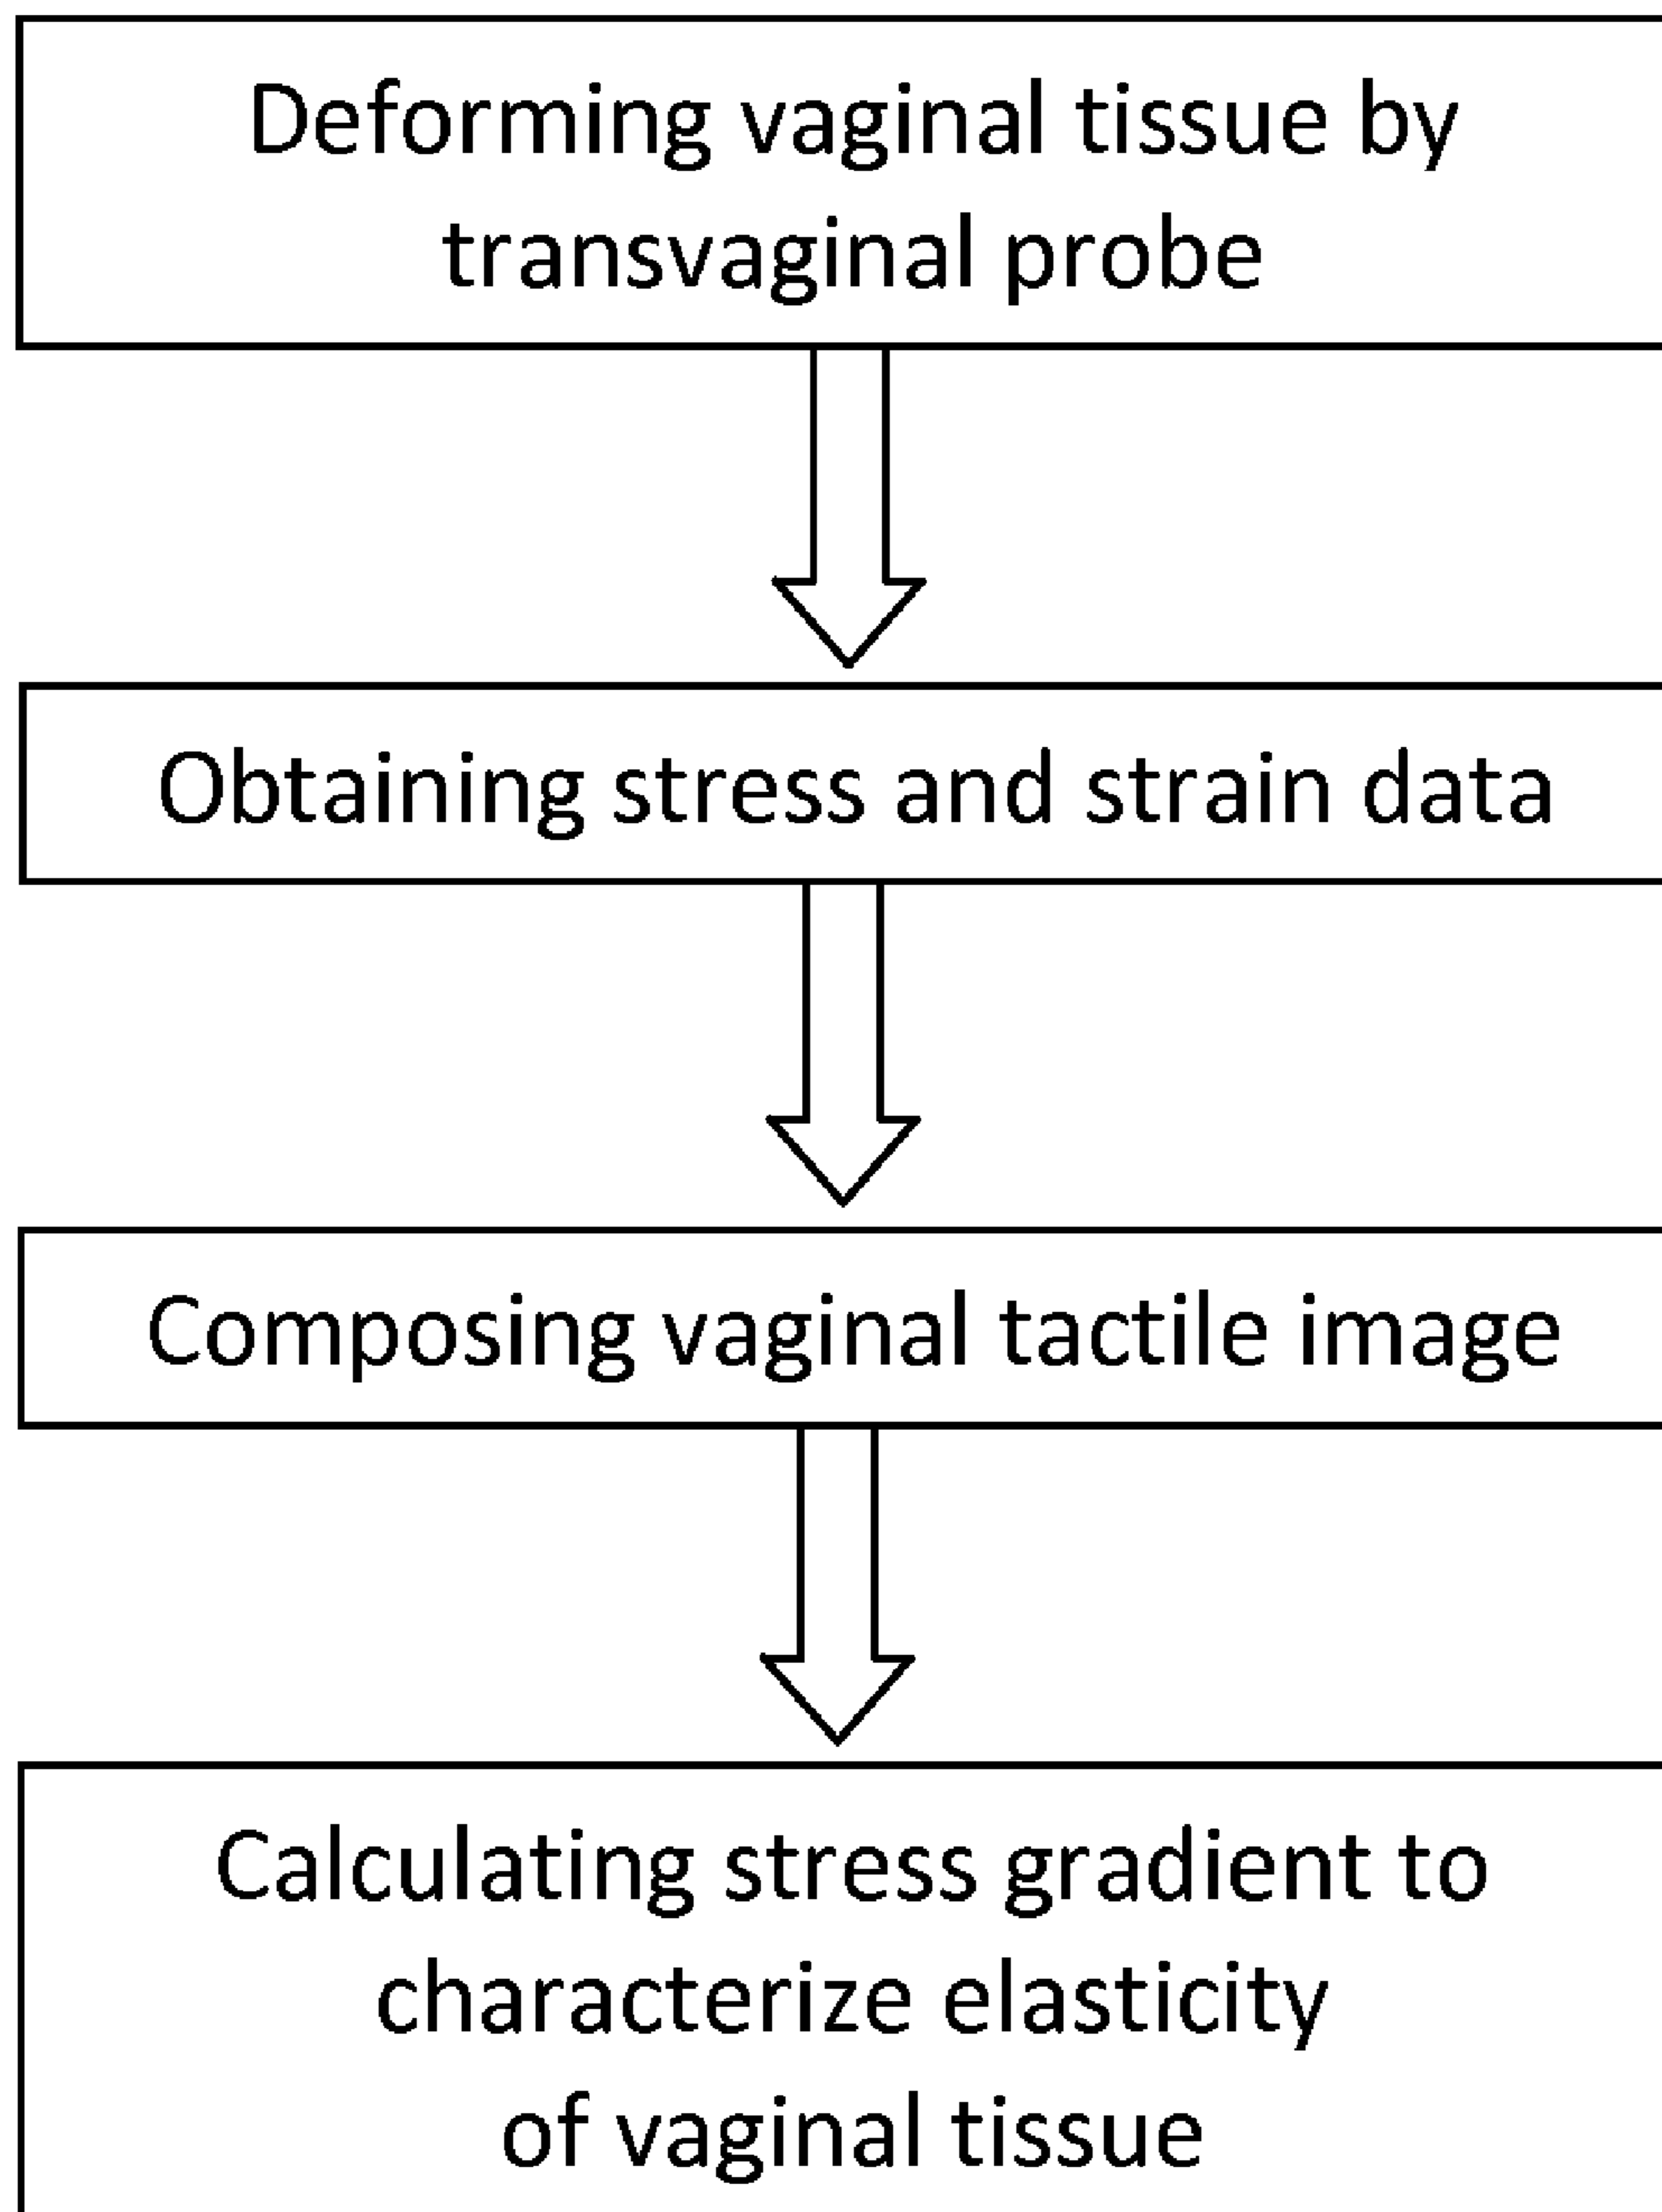 Deforming vaginal tissue by
transvaginal probe
Obtaining stress and strain data
Composing vaginal tactile image
Calculating stress gradient to
characterize elasticity
of vaginal tissue